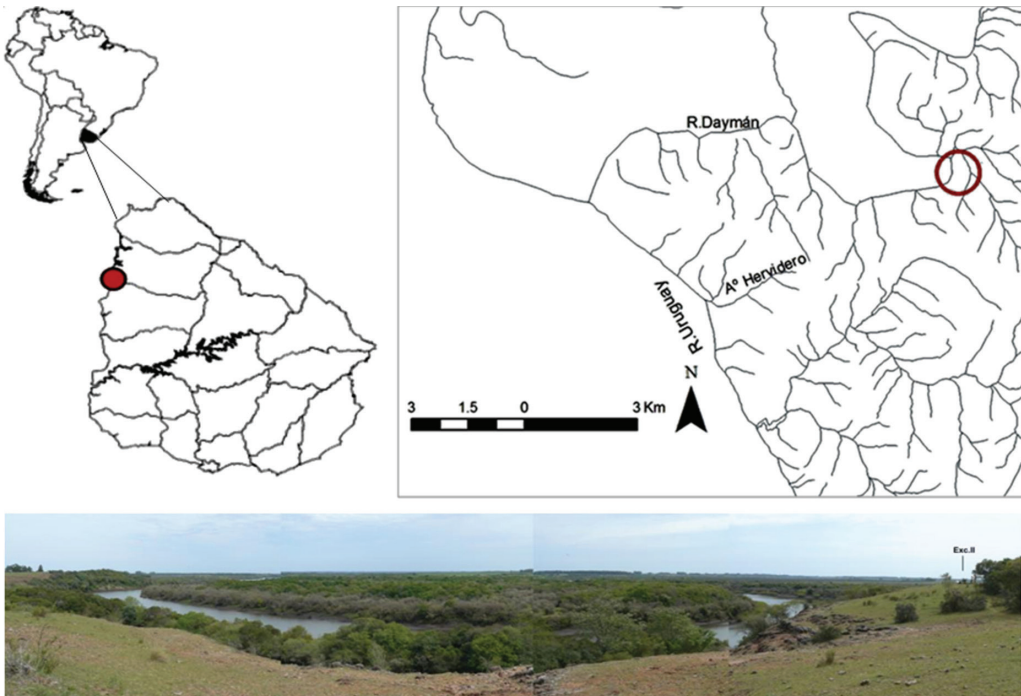 R.Daymán
Aº Hervidero
R.Uruguay
N
3 1.5 0 3 Km
Exc.II